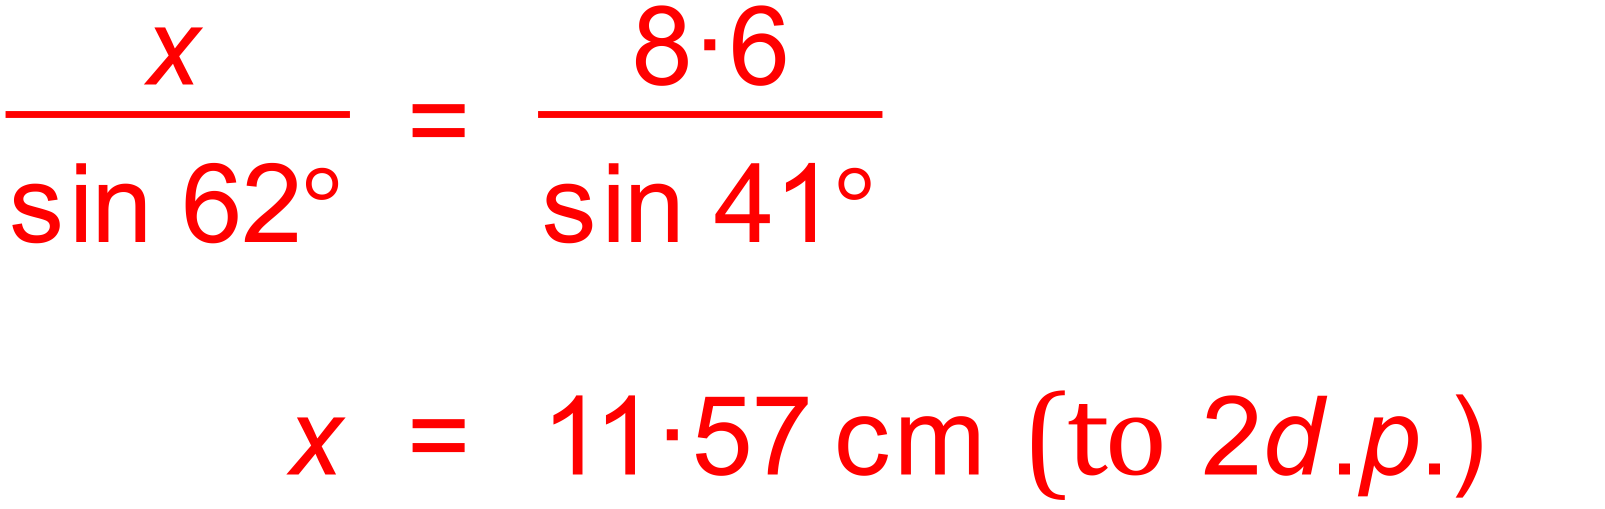 x/sin 62° = 8·6/sin 41°
x = 11·57 cm (to 2d.p.)